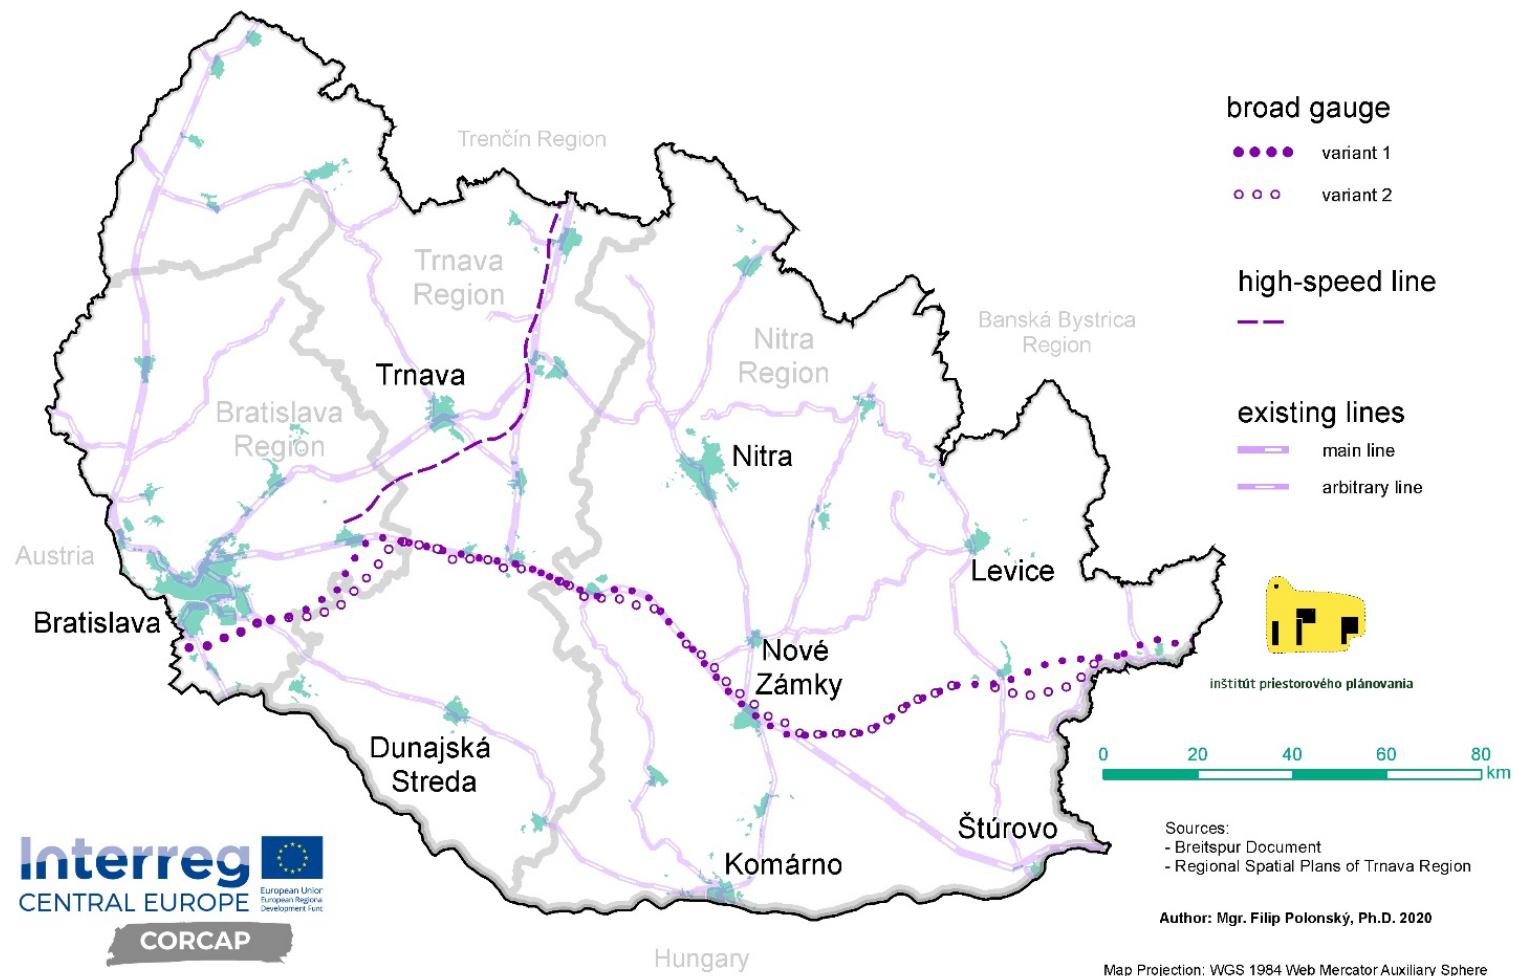 Trenčín Region
Trnava
Region
Nitra
Region
Banská Bystrica
Region
Trnava
Bratislava
Region
Nitra
Austria
Levice
Bratislava
Nové
Zámky
Dunajská
Streda
Štúrovo
Komárno
Hungary
broad gauge
variant 1
variant 2
high-speed line
existing lines
main line
arbitrary line
inštitút priestorového plánovania
0 20 40 60 80
km
Sources:
- Breitspur Document
- Regional Spatial Plans of Trnava Region
Author: Mgr. Filip Polonský, Ph.D. 2020
Map Projection: WGS 1984 Web Mercator Auxiliary Sphere
Interreg
CENTRAL EUROPE
European Union
European Regiona
Development Func
CORCAP